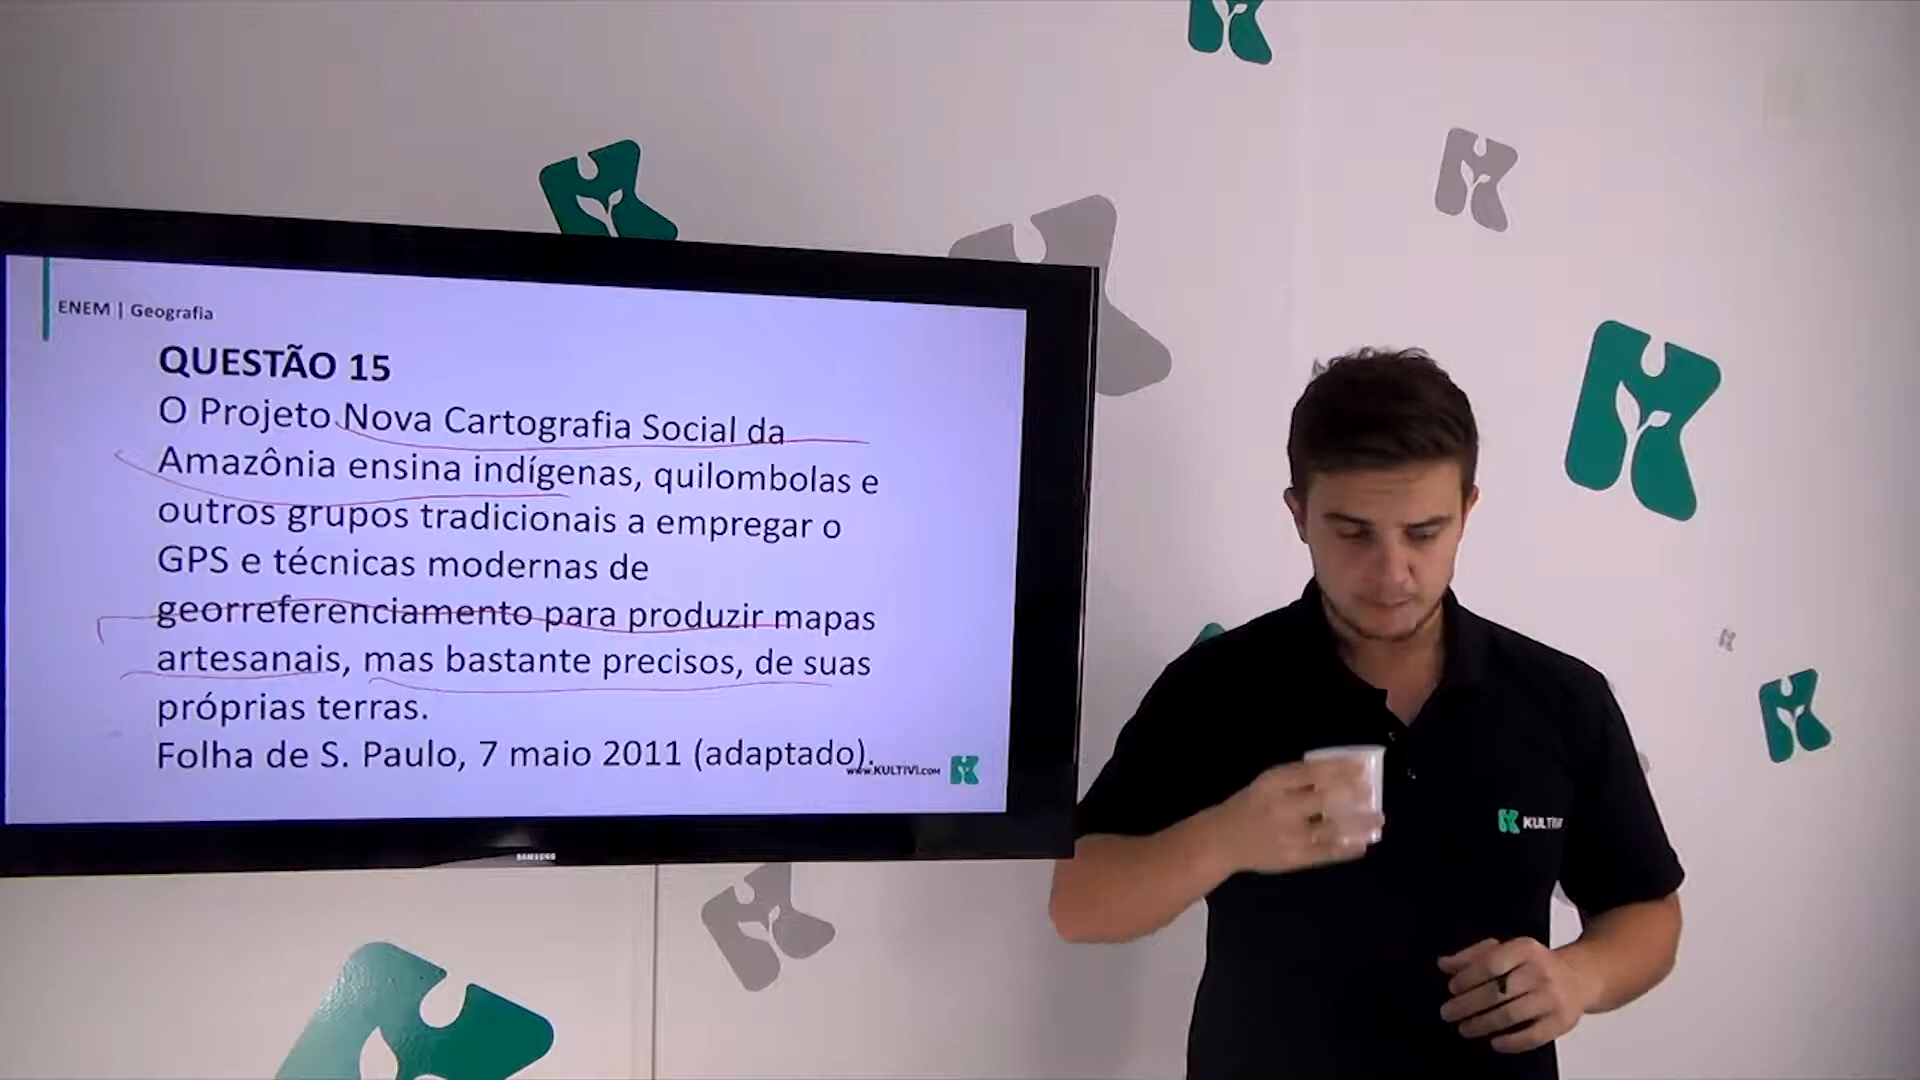 ENEM | Geografia
QUESTÃO 15
O Projeto Nova Cartografia Social da
Amazônia ensina indígenas, quilombolas e
outros grupos tradicionais a empregar o
GPS e técnicas modernas de
georreferenciamento para produzir mapas
artesanais, mas bastante precisos, de suas
próprias terras.
Folha de S. Paulo, 7 maio 2011 (adaptado).
www.KULTIVI.COM
SAMSUNG